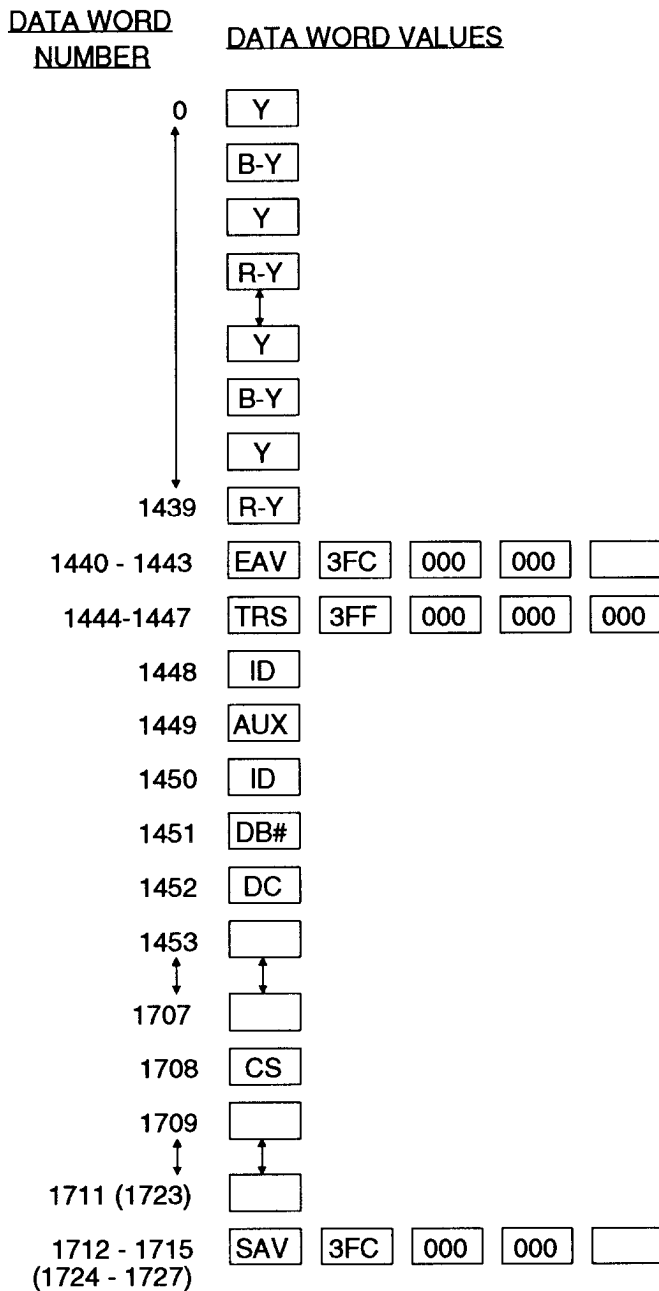 DATA WORD NUMBER
DATA WORD VALUES
0 Y
B-Y
Y
R-Y
Y
B-Y
Y
1439 R-Y
1440 - 1443 EAV 3FC 000 000
1444-1447 TRS 3FF 000 000 000
1448 ID
1449 AUX
1450 ID
1451 DB#
1452 DC
1453
1707
1708 CS
1709
1711 (1723)
1712 - 1715 SAV 3FC 000 000
(1724 - 1727)